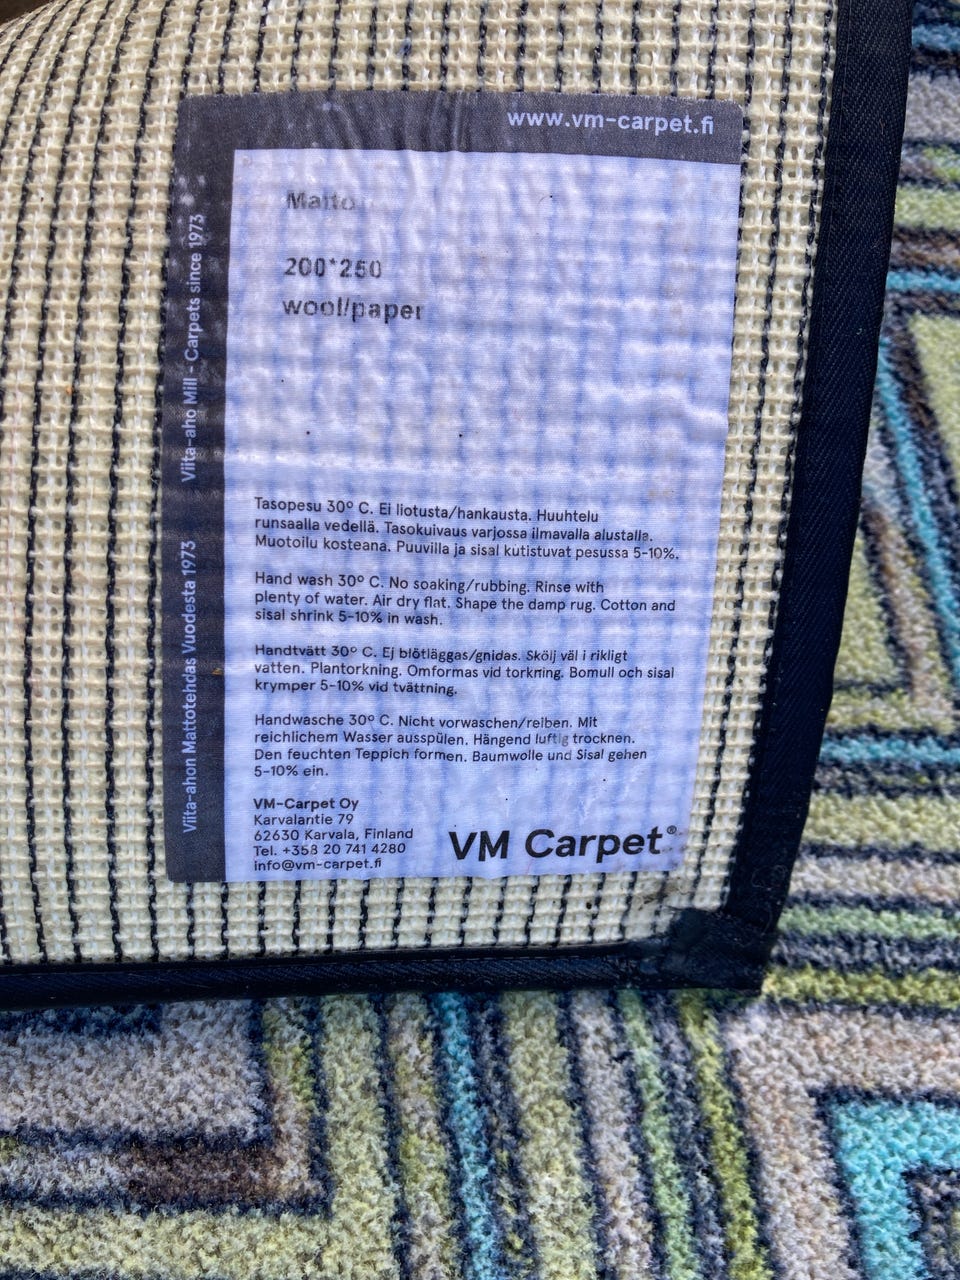 www.vm-carpet.fi
Viita-aho Mill - Carpets since 1973
Viita-ahon Mattotehdas Vuodesta 1973
Matto
200*250
wool/paper
Tasopesu 30º C. Ei liotusta/hankausta. Huuhtelu
runsaalla vedellä. Tasokuivaus varjossa ilmavalla alustalla.
Muotoilu kosteana. Puuvilla ja sisal kutistuvat pesussa 5-10%.
Hand wash 30º C. No soaking/rubbing. Rinse with
plenty of water. Air dry flat. Shape the damp rug. Cotton and
sisal shrink 5-10% in wash.
Handtvätt 30º C. Ej blötläggas/gnidas. Skölj väl i rikligt
vatten. Plantorkning. Omformas vid torkning. Bomull och sisal
krymper 5-10% vid tvättning.
Handwasche 30º C. Nicht vorwaschen/reiben. Mit
reichlichem Wasser ausspülen. Hängend luftig trocknen.
Den feuchten Teppich formen. Baumwolle und Sisal gehen
5-10% ein.
VM-Carpet Oy
Karvalantie 79
62630 Karvala, Finland
Tel. +358 20 741 4280
info@vm-carpet.fi
VM Carpet®